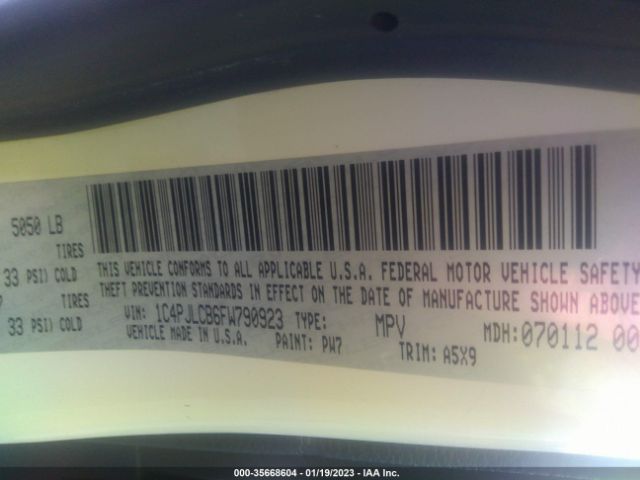 5050 LB
TIRES
33 PSI) COLD
TIRES
33 PSI) COLD
THIS VEHICLE CONFORMS TO ALL APPLICABLE U.S.A. FEDERAL MOTOR VEHICLE SAFETY
THEFT PREVENTION STANDARDS IN EFFECT ON THE DATE OF MANUFACTURE SHOWN ABOVE
VIN: 1C4PJLCB6FW790923 TYPE: MPV MDH: 070112 00
VEHICLE MADE IN U.S.A. PAINT: PW7 TRIM: A5X9
000-35668604 - 01/19/2023 - IAA Inc.